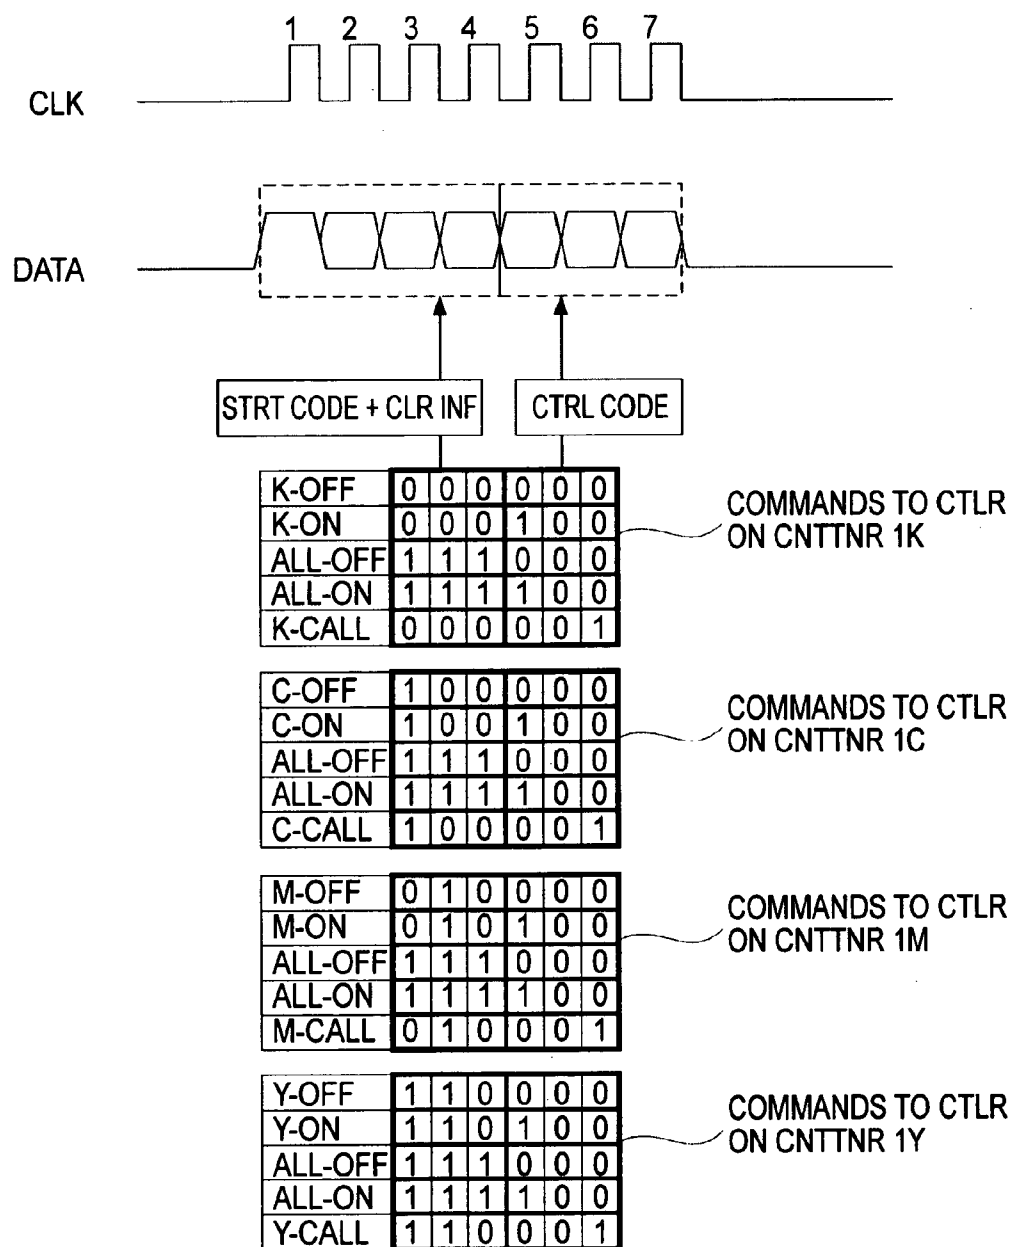 1 2 3 4 5 6 7
CLK
DATA
STRT CODE + CLR INF
CTRL CODE
K-OFF 0 0 0 0 0 0
K-ON 0 0 0 1 0 0
ALL-OFF 1 1 1 0 0 0
ALL-ON 1 1 1 1 0 0
K-CALL 0 0 0 0 0 1
COMMANDS TO CTLR
ON CNTTNR 1K
C-OFF 1 0 0 0 0 0
C-ON 1 0 0 1 0 0
ALL-OFF 1 1 1 0 0 0
ALL-ON 1 1 1 1 0 0
C-CALL 1 0 0 0 0 1
COMMANDS TO CTLR
ON CNTTNR 1C
M-OFF 0 1 0 0 0 0
M-ON 0 1 0 1 0 0
ALL-OFF 1 1 1 0 0 0
ALL-ON 1 1 1 1 0 0
M-CALL 0 1 0 0 0 1
COMMANDS TO CTLR
ON CNTTNR 1M
Y-OFF 1 1 0 0 0 0
Y-ON 1 1 0 1 0 0
ALL-OFF 1 1 1 0 0 0
ALL-ON 1 1 1 1 0 0
Y-CALL 1 1 0 0 0 1
COMMANDS TO CTLR
ON CNTTNR 1Y